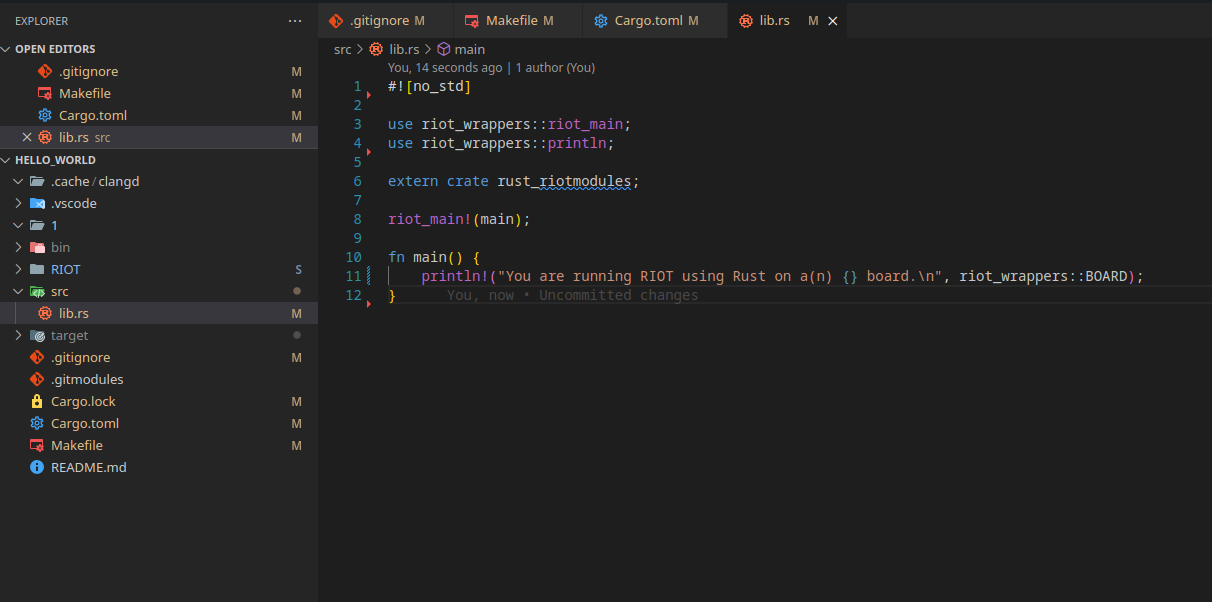 EXPLORER ...
OPEN EDITORS
.gitignore M
Makefile M
Cargo.toml M
lib.rs src M
HELLO_WORLD
.cache / clangd
.vscode
1
bin
RIOT S
src
lib.rs M
target
.gitignore M
.gitmodules
Cargo.lock M
Cargo.toml M
Makefile M
README.md
.gitignore M Makefile M Cargo.toml M lib.rs M
src > lib.rs > main
You, 14 seconds ago | 1 author (You)
1 #![no_std]
2
3 use riot_wrappers::riot_main;
4 use riot_wrappers::println;
5
6 extern crate rust_riotmodules;
7
8 riot_main!(main);
9
10 fn main() {
11 println!("You are running RIOT using Rust on a(n) {} board.\n", riot_wrappers::BOARD);
12 } You, now • Uncommitted changes